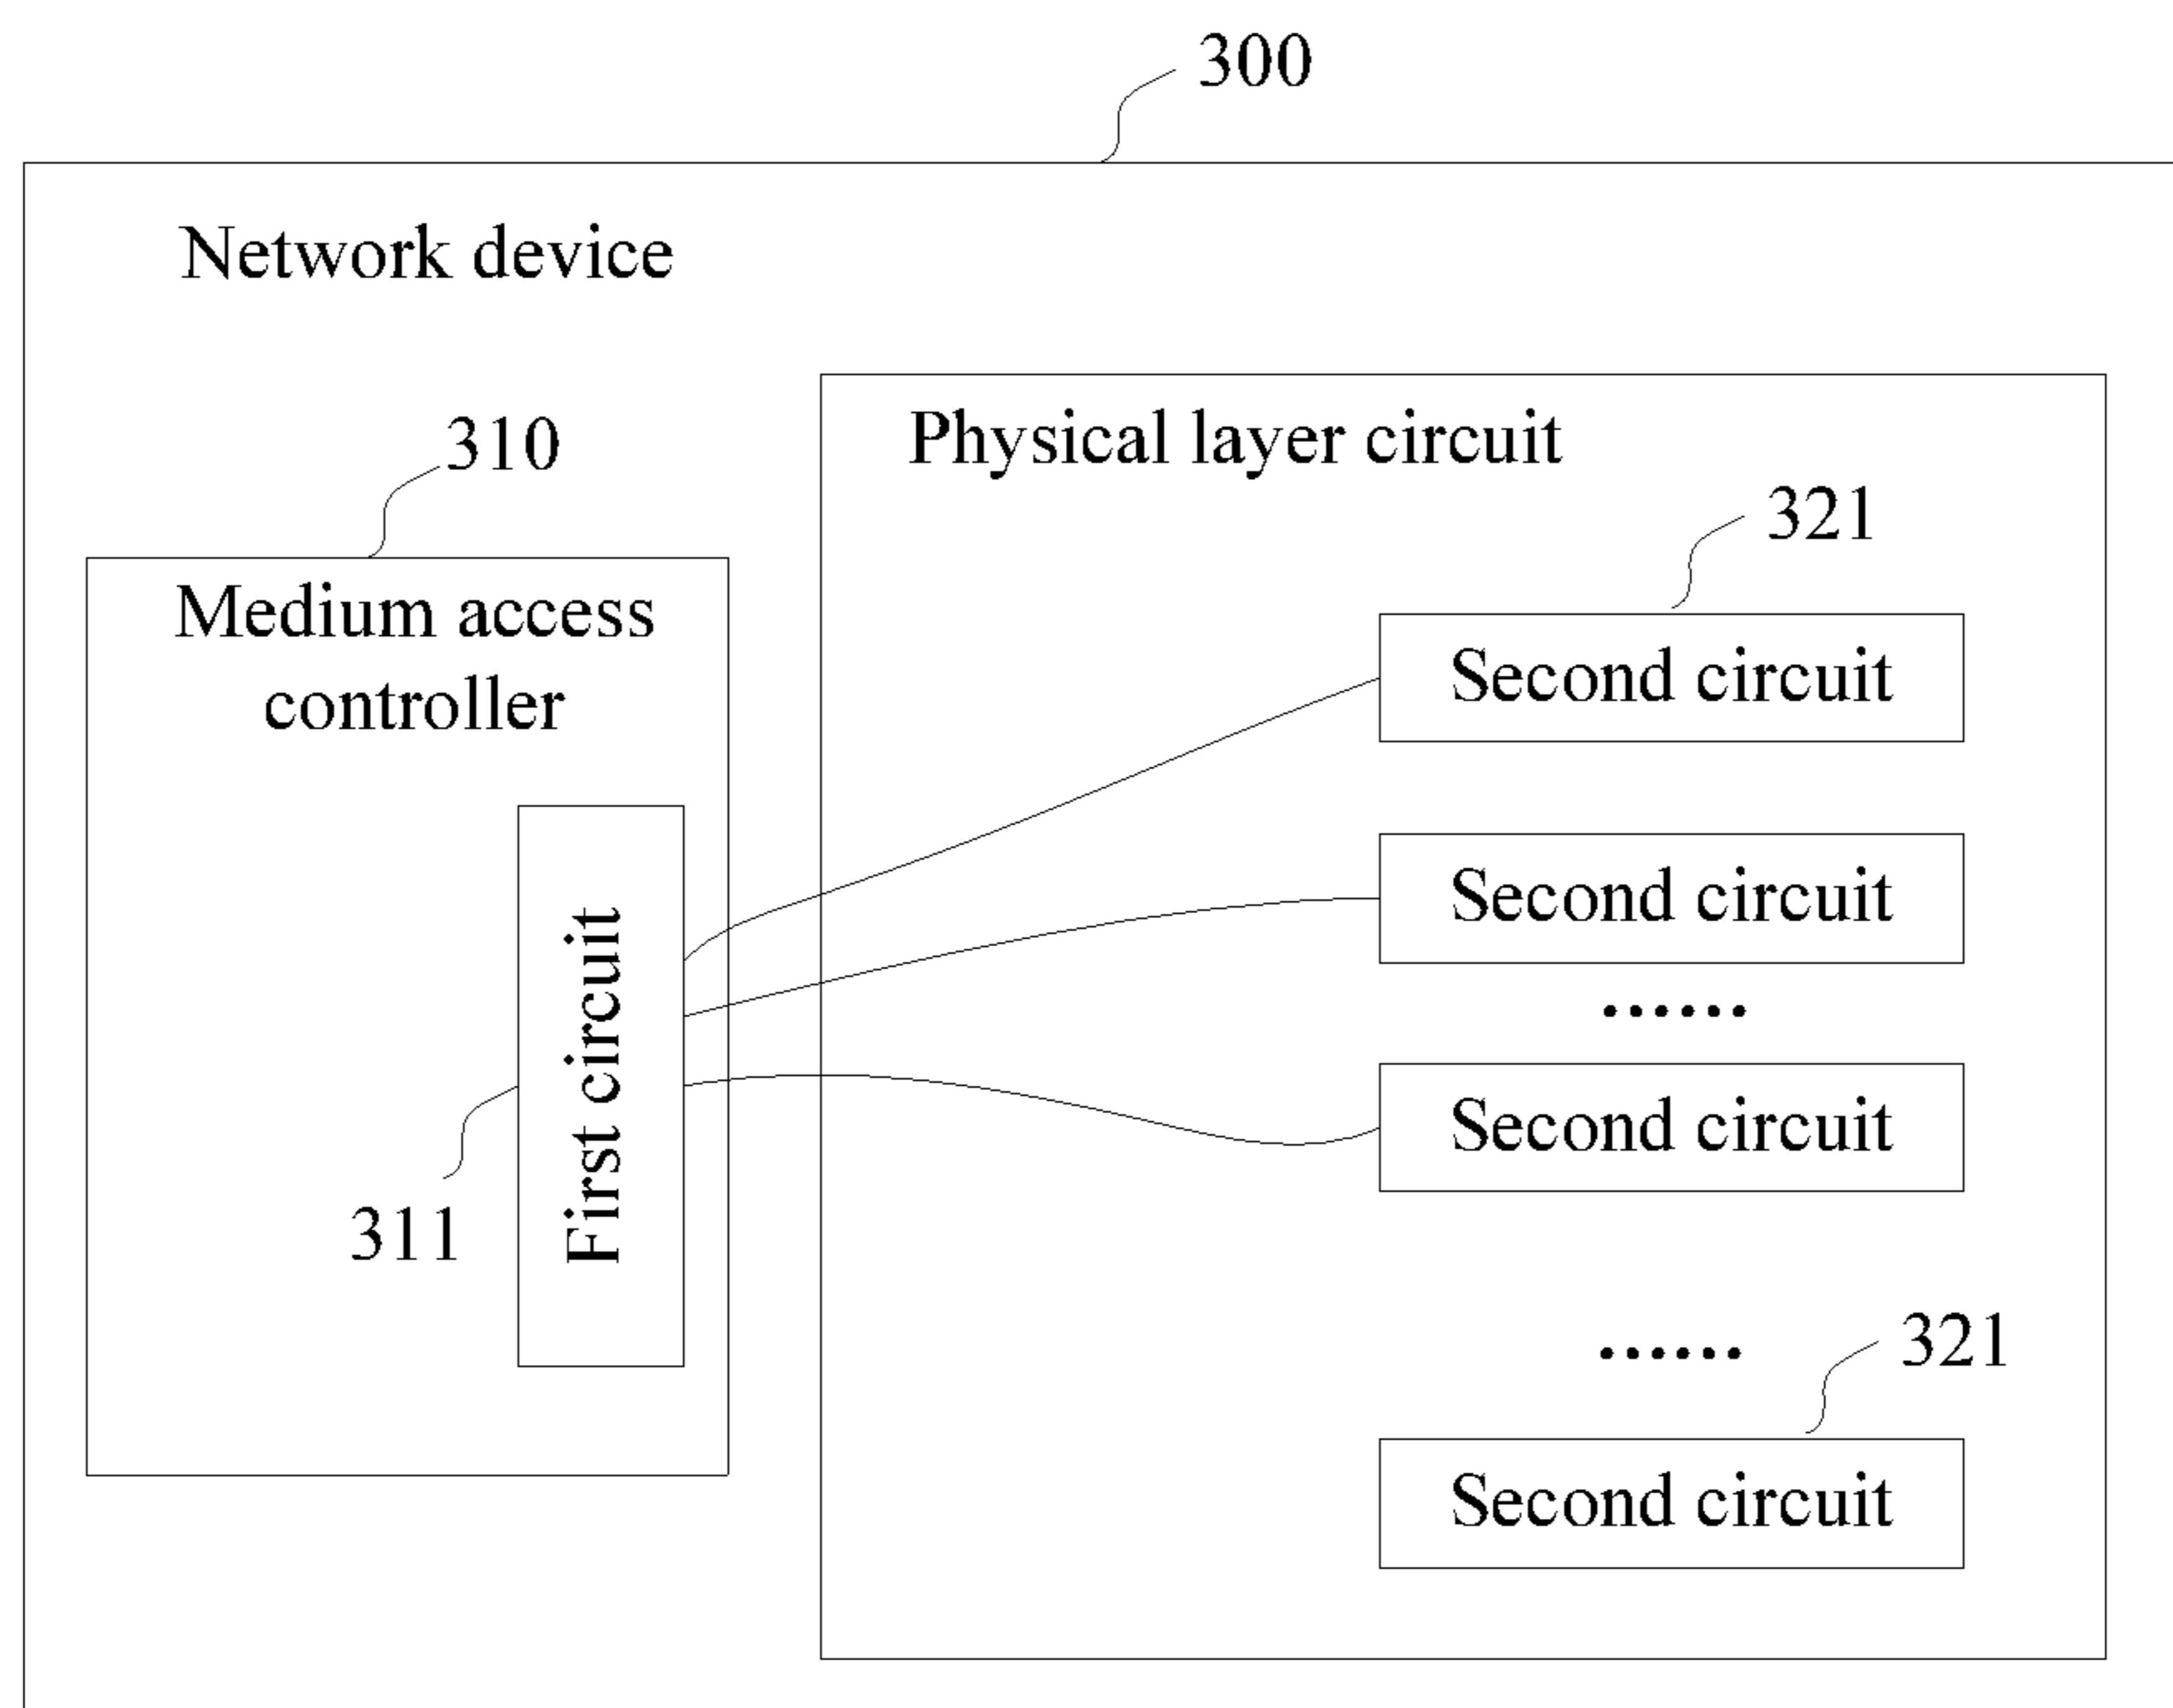 300
Network device
310
Physical layer circuit
321
Medium access
controller
Second circuit
Second circuit
......
First circuit
Second circuit
311
......
321
Second circuit